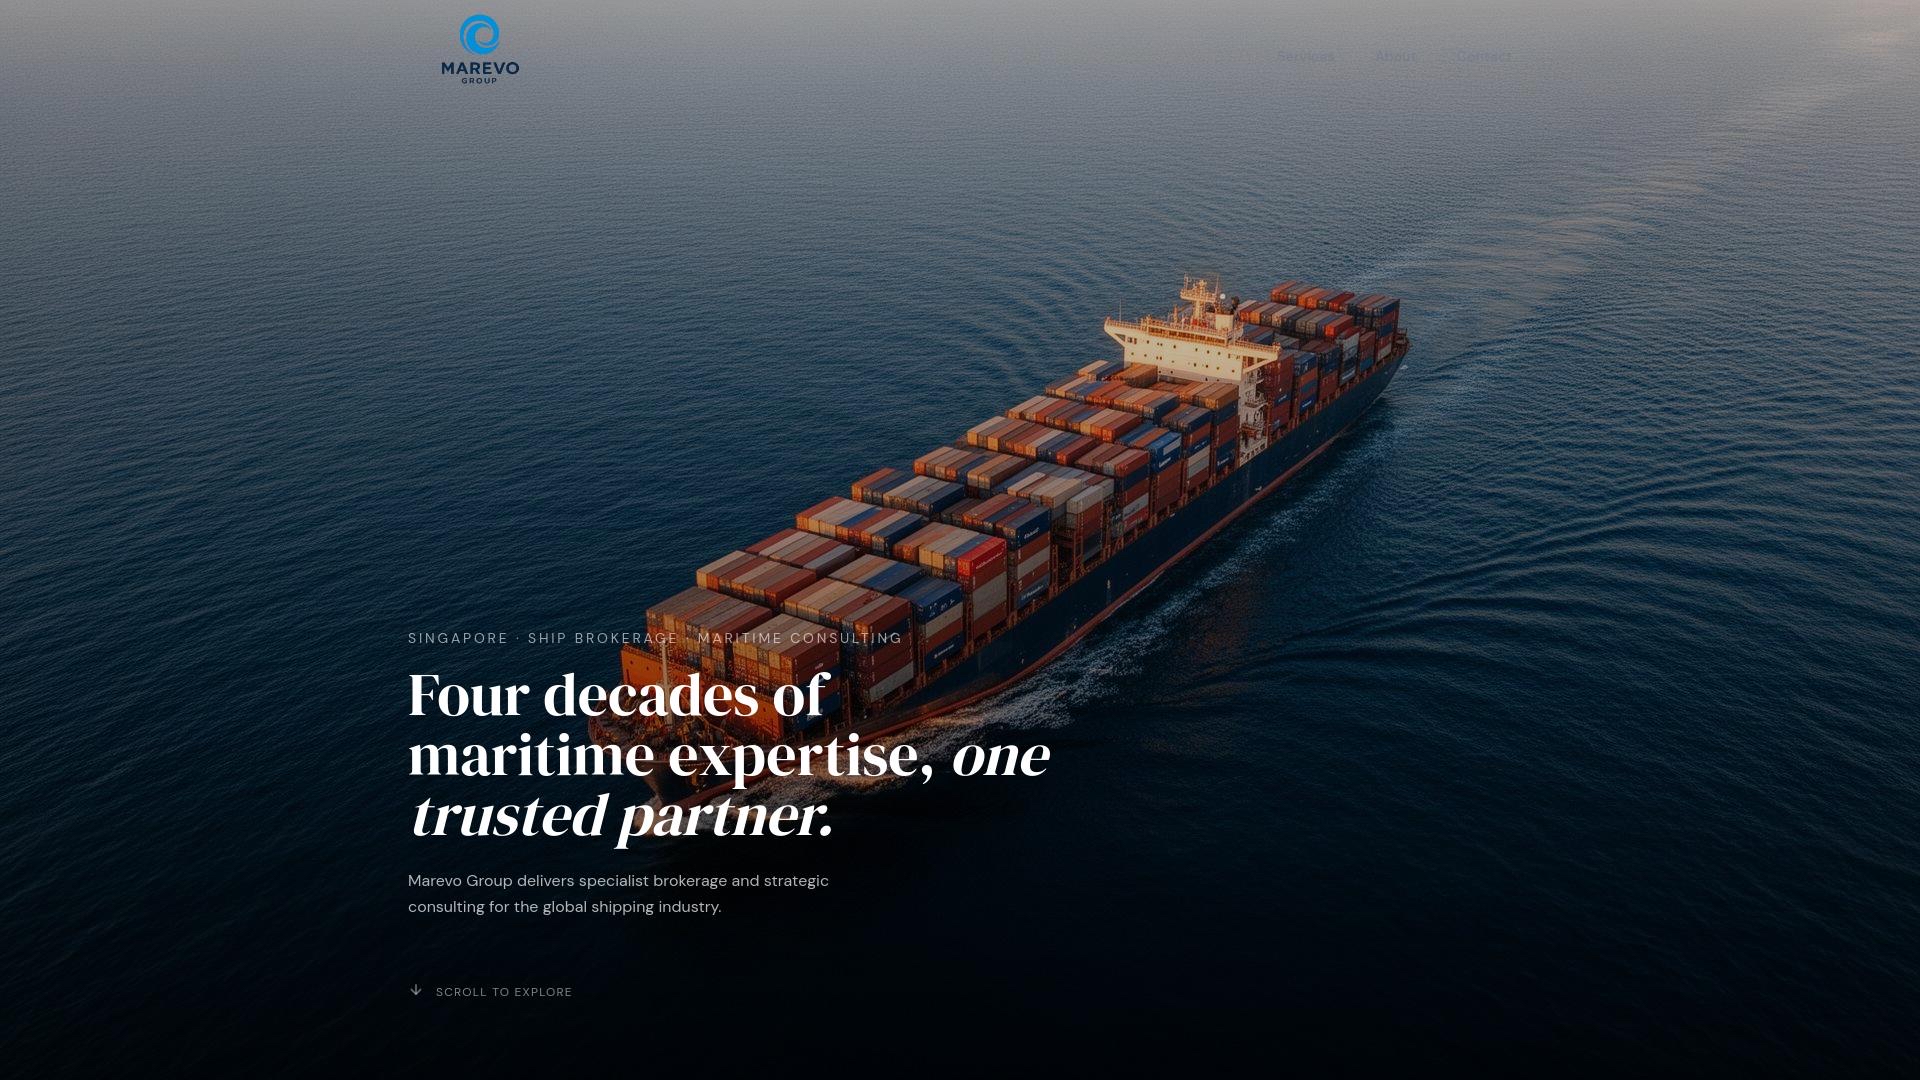 MAREVO
GROUP
Services About Contact
SINGAPORE · SHIP BROKERAGE · MARITIME CONSULTING
Four decades of
maritime expertise, one
trusted partner.
Marevo Group delivers specialist brokerage and strategic
consulting for the global shipping industry.
SCROLL TO EXPLORE